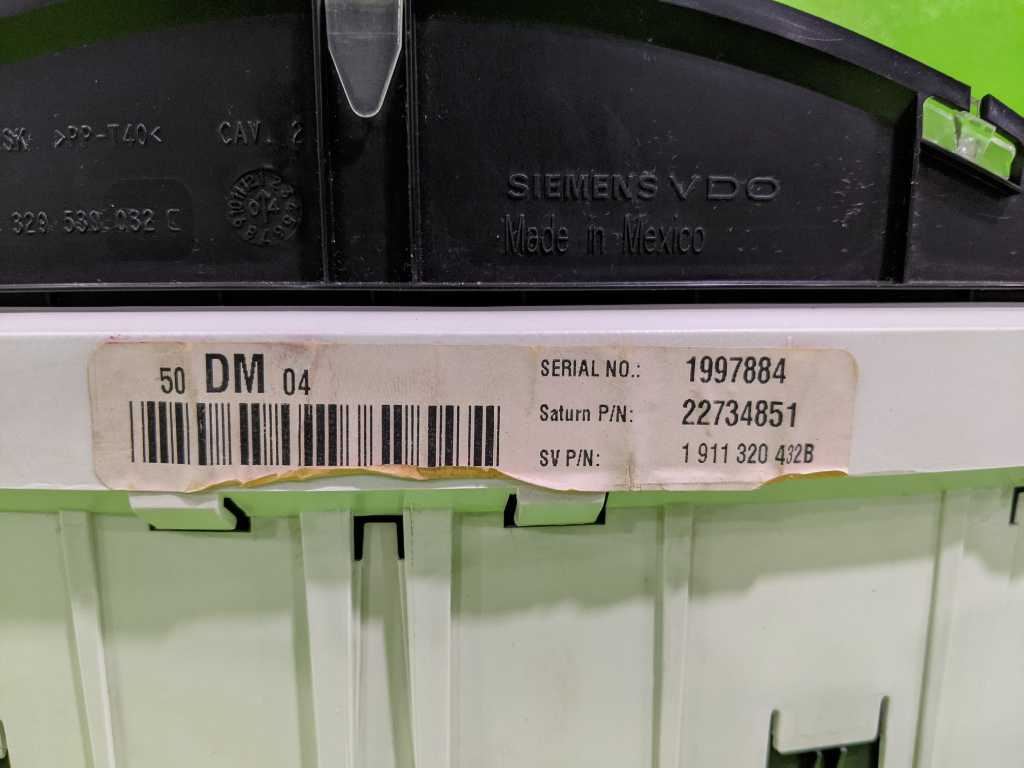 >PP-T40< CAV. 2
SIEMENS VDO
04
Made in Mexico
50 DM 04
SERIAL NO.: 1997884
Saturn P/N: 22734851
SV P/N: 1 911 320 432B